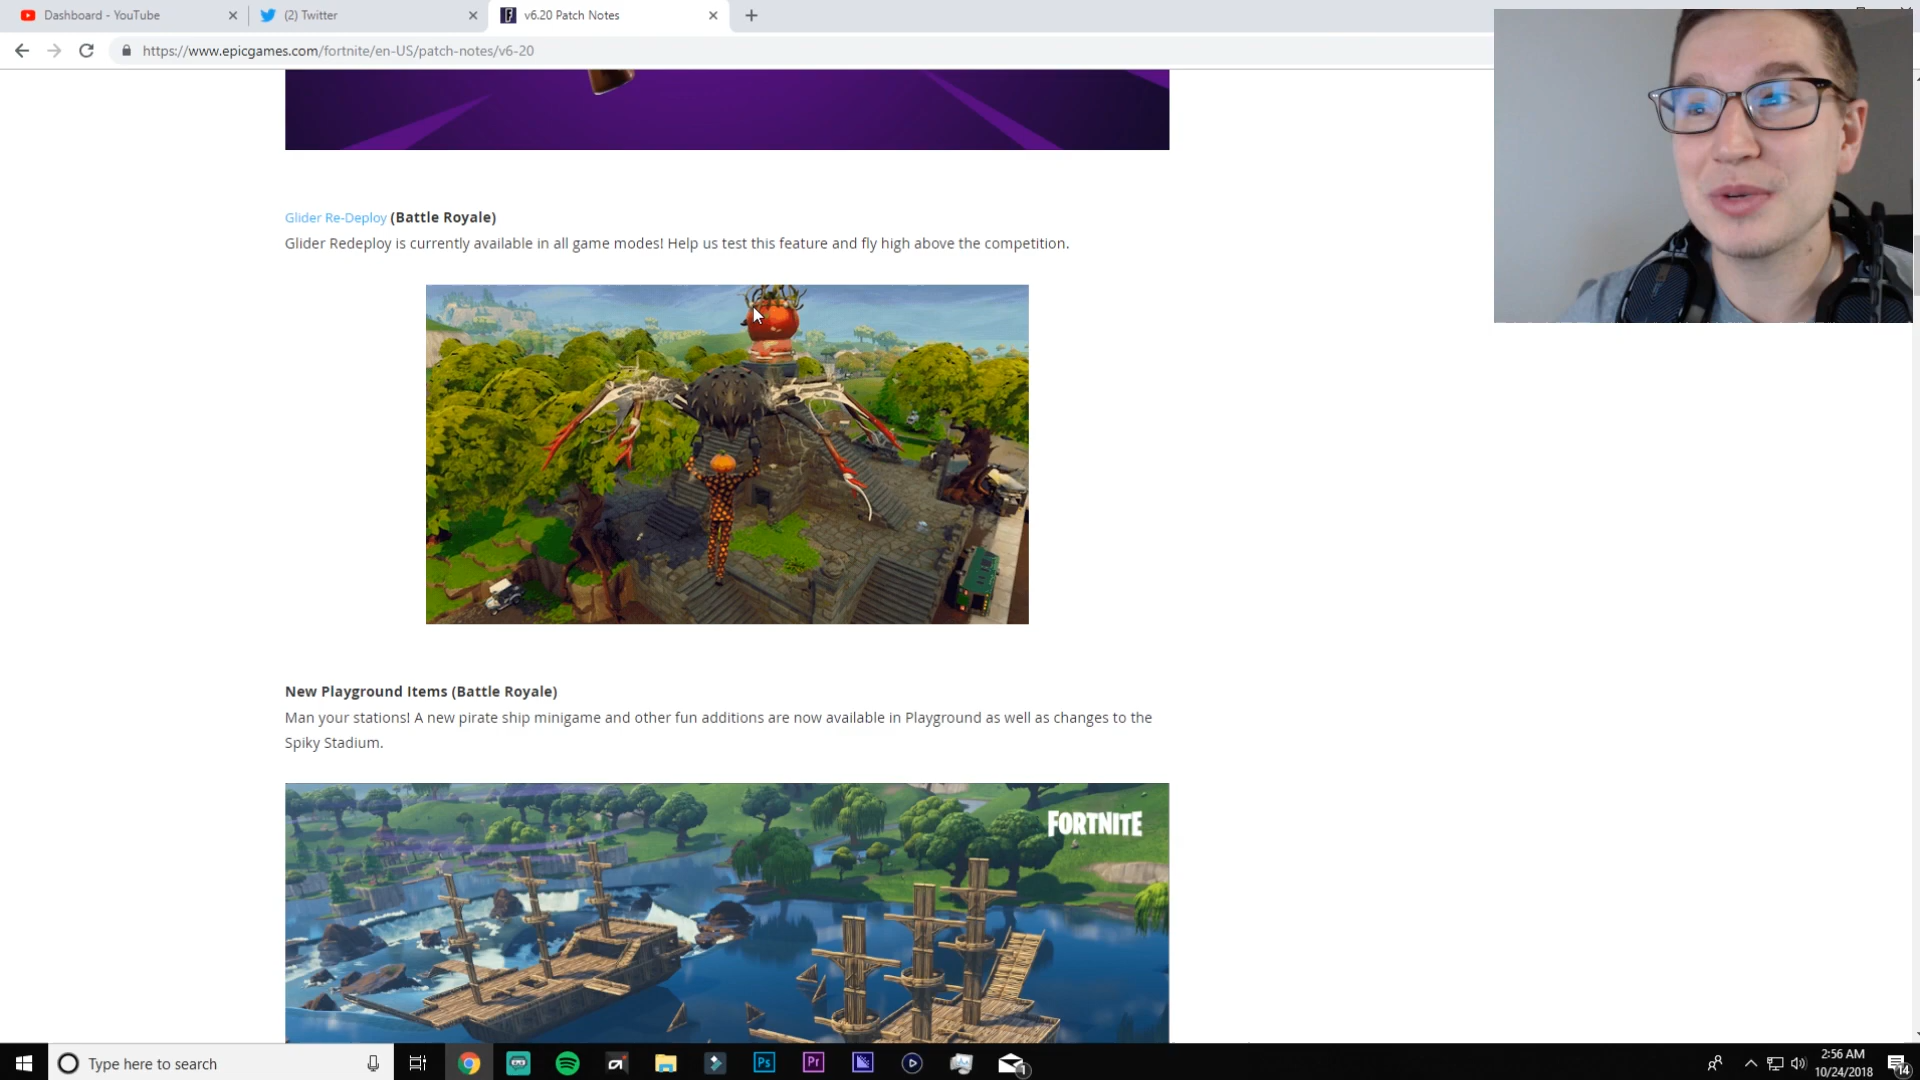 Dashboard - YouTube
(2) Twitter
v6.20 Patch Notes
https://www.epicgames.com/fortnite/en-US/patch-notes/v6-20
Glider Re-Deploy (Battle Royale)
Glider Redeploy is currently available in all game modes! Help us test this feature and fly high above the competition.
New Playground Items (Battle Royale)
Man your stations! A new pirate ship minigame and other fun additions are now available in Playground as well as changes to the
Spiky Stadium.
FORTNITE
Type here to search
Ps
Pr
1
2:56 AM
10/24/2018
14